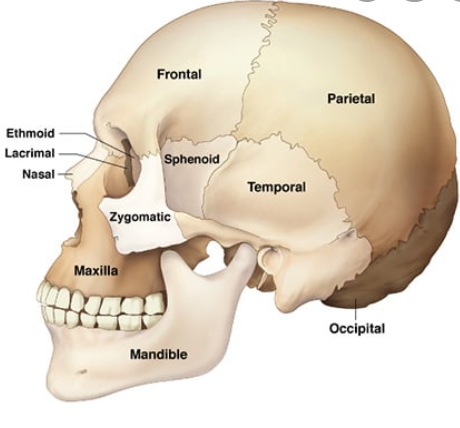 Frontal
Parietal
Ethmoid
Lacrimal
Nasal
Sphenoid
Temporal
Zygomatic
Maxilla
Occipital
Mandible